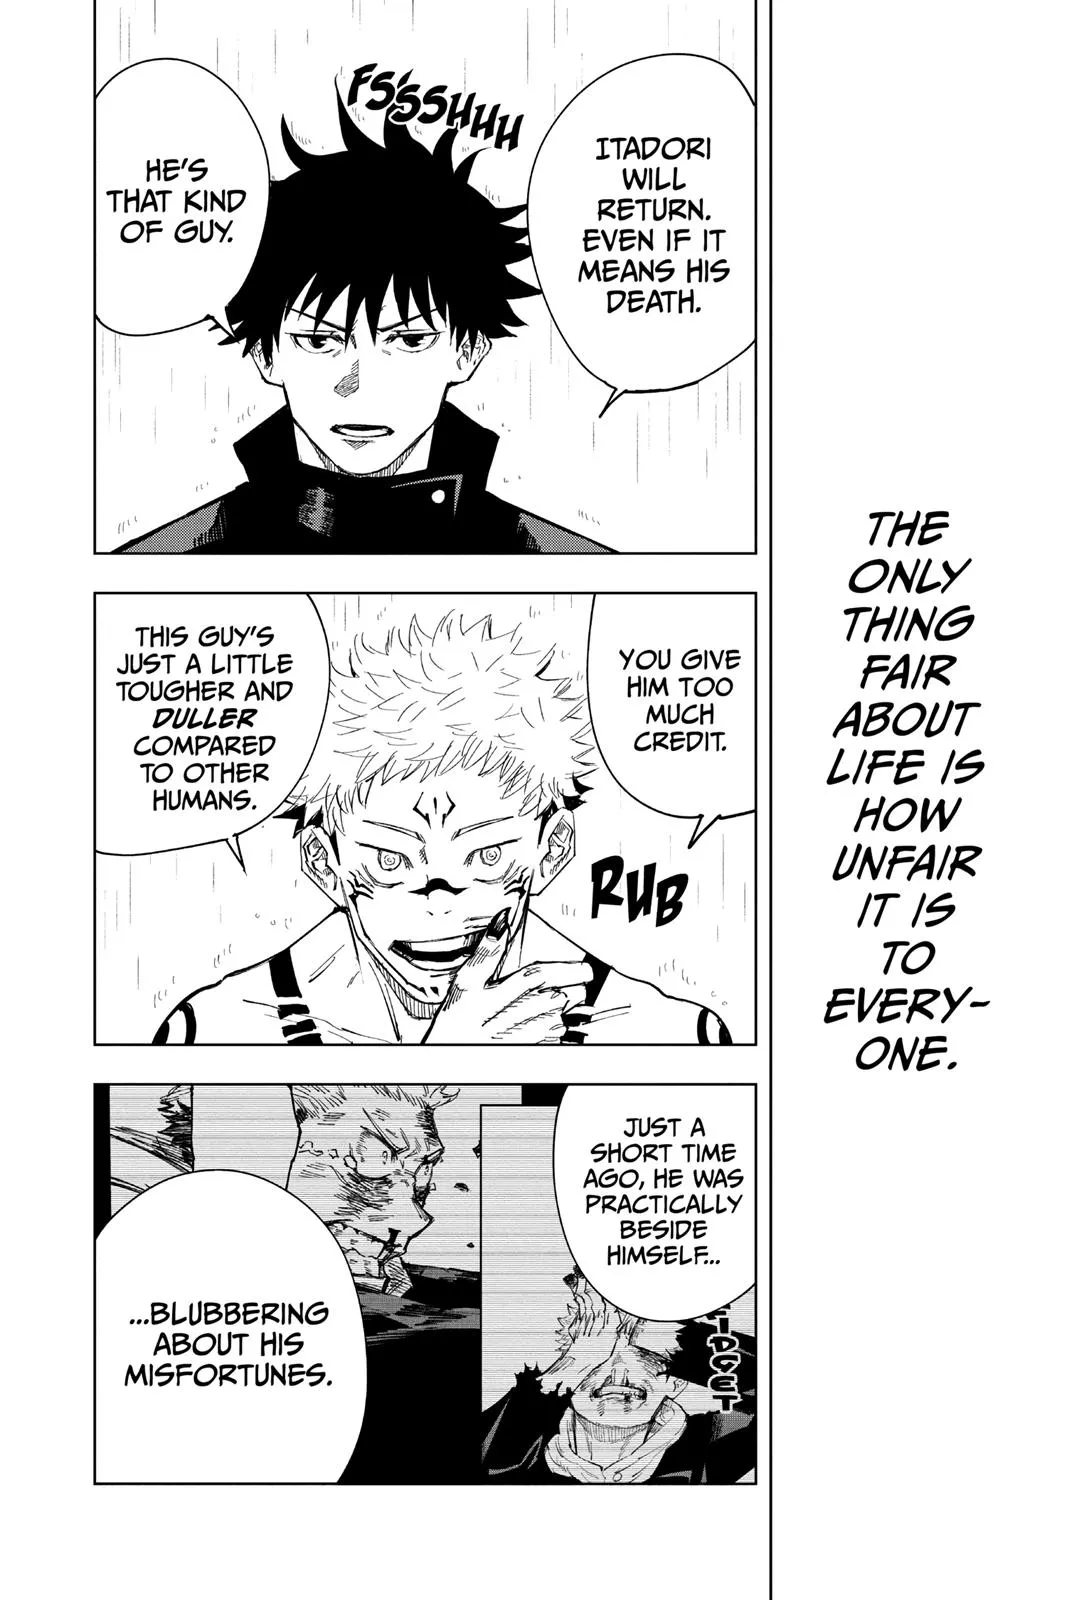 THE
ONLY
THING
FAIR
ABOUT
LIFE IS
HOW
UNFAIR
IT IS
TO
EVERY-
ONE.
FSSSHHH
ITADORI
WILL
RETURN.
EVEN IF IT
MEANS HIS
DEATH.
HE'S
THAT KIND
OF GUY.
YOU GIVE
HIM TOO
MUCH
CREDIT.
THIS GUY'S
JUST A LITTLE
TOUGHER AND
DULLER
COMPARED
TO OTHER
HUMANS.
RUB
JUST A
SHORT TIME
AGO, HE WAS
PRACTICALLY
BESIDE
HIMSELF...
FIDGET
...BLUBBERING
ABOUT HIS
MISFORTUNES.